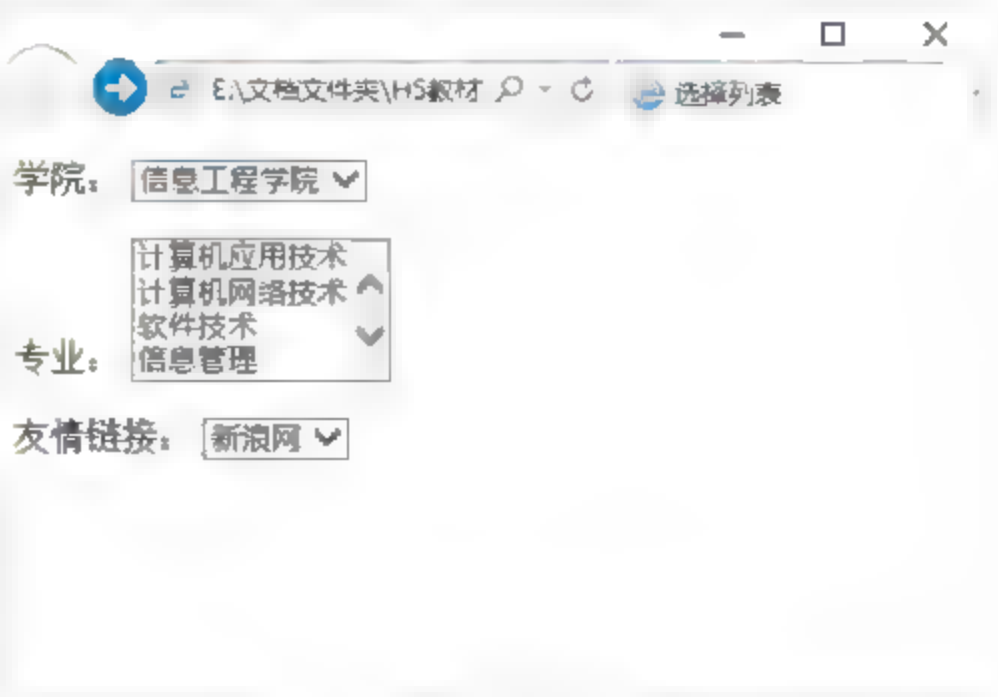 E:\文档文件夹\H5教材 选择列表
学院： 信息工程学院
计算机应用技术
计算机网络技术
软件技术
专业： 信息管理
友情链接： 新浪网